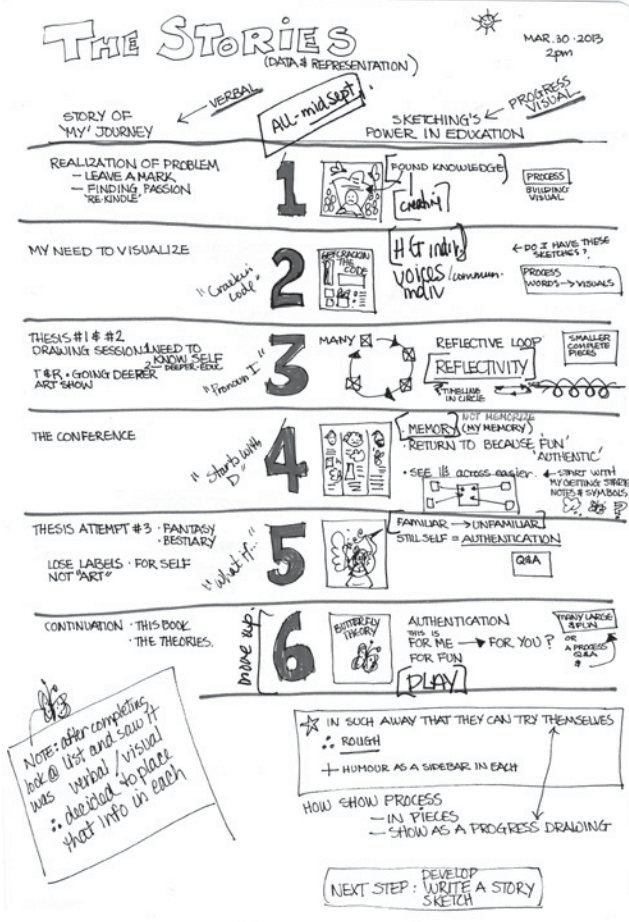 THE STORIES
(DATA & REPRESENTATION)
MAR. 30 · 2013
2pm
STORY OF
'MY' JOURNEY
VERBAL
ALL - mid Sept.
SKETCHING'S
POWER IN EDUCATION
PROGRESS
VISUAL
REALIZATION OF PROBLEM
- LEAVE A MARK
- FINDING PASSION
'RE-KINDLE'
1
FOUND KNOWLEDGE
PROCESS
BUILDING
VISUAL
MY NEED TO VISUALIZE
"Crackin'
code"
2
CRACKIN
THE
CODE
voices
← DO I HAVE THESE
SKETCHES?
PROCESS
WORDS → VISUALS
THESIS #1 & #2
DRAWING SESSION 1 NEED TO
KNOW SELF
2 DEEPER · EDUC
T&R · GOING DEEPER
ART SHOW
"Pronoun I"
3
MANY
REFLECTIVE LOOP
REFLECTIVITY
TIMELINE
IN CIRCLE
SMALLER
COMPLETE
PIECES
THE CONFERENCE
"Starts with
D"
4
NOT MEMORIZE
· MEMORY (MY MEMORY)
· RETURN TO BECAUSE FUN'
'AUTHENTIC'
· SEE ACROSS EASIER.
← START WITH
MY GETTING START
NOTES & SYMBOLS
?
THESIS ATTEMPT #3 · FANTASY
· BESTIARY
LOSE LABELS · FOR SELF
NOT "ART"
"What if..."
5
FAMILIAR → UNFAMILIAR
STILL SELF = AUTHENTICATION
Q&A
CONTINUATION · THIS BOOK
· THE THEORIES.
move up.
6
BUTTERFLY
THEORY
AUTHENTICATION
THIS IS
FOR ME → FOR YOU?
FOR FUN
PLAY
MANY LARGE
& FUN
OR
A PROCESS
Q&A
NOTE: after completing
look @ list and saw it
was verbal / visual
∴ decided to place
that info in each
☆ IN SUCH AWAY THAT THEY CAN TRY THEMSELVES
∴ ROUGH
+ HUMOUR AS A SIDEBAR IN EACH
HOW SHOW PROCESS
- IN PIECES
- SHOW AS A PROGRESS DRAWING
DEVELOP
NEXT STEP: WRITE A STORY
SKETCH